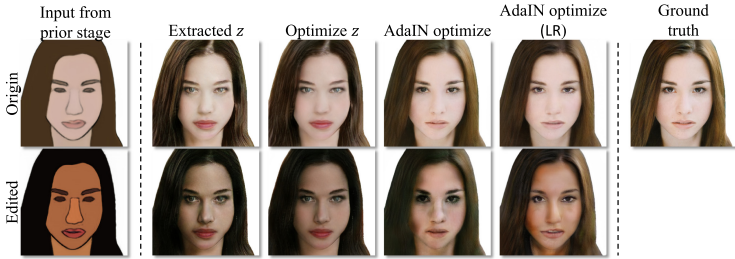 Input from
prior stage
Extracted z
Optimize z
AdaIN optimize
AdaIN optimize
(LR)
Ground
truth
Origin
Edited